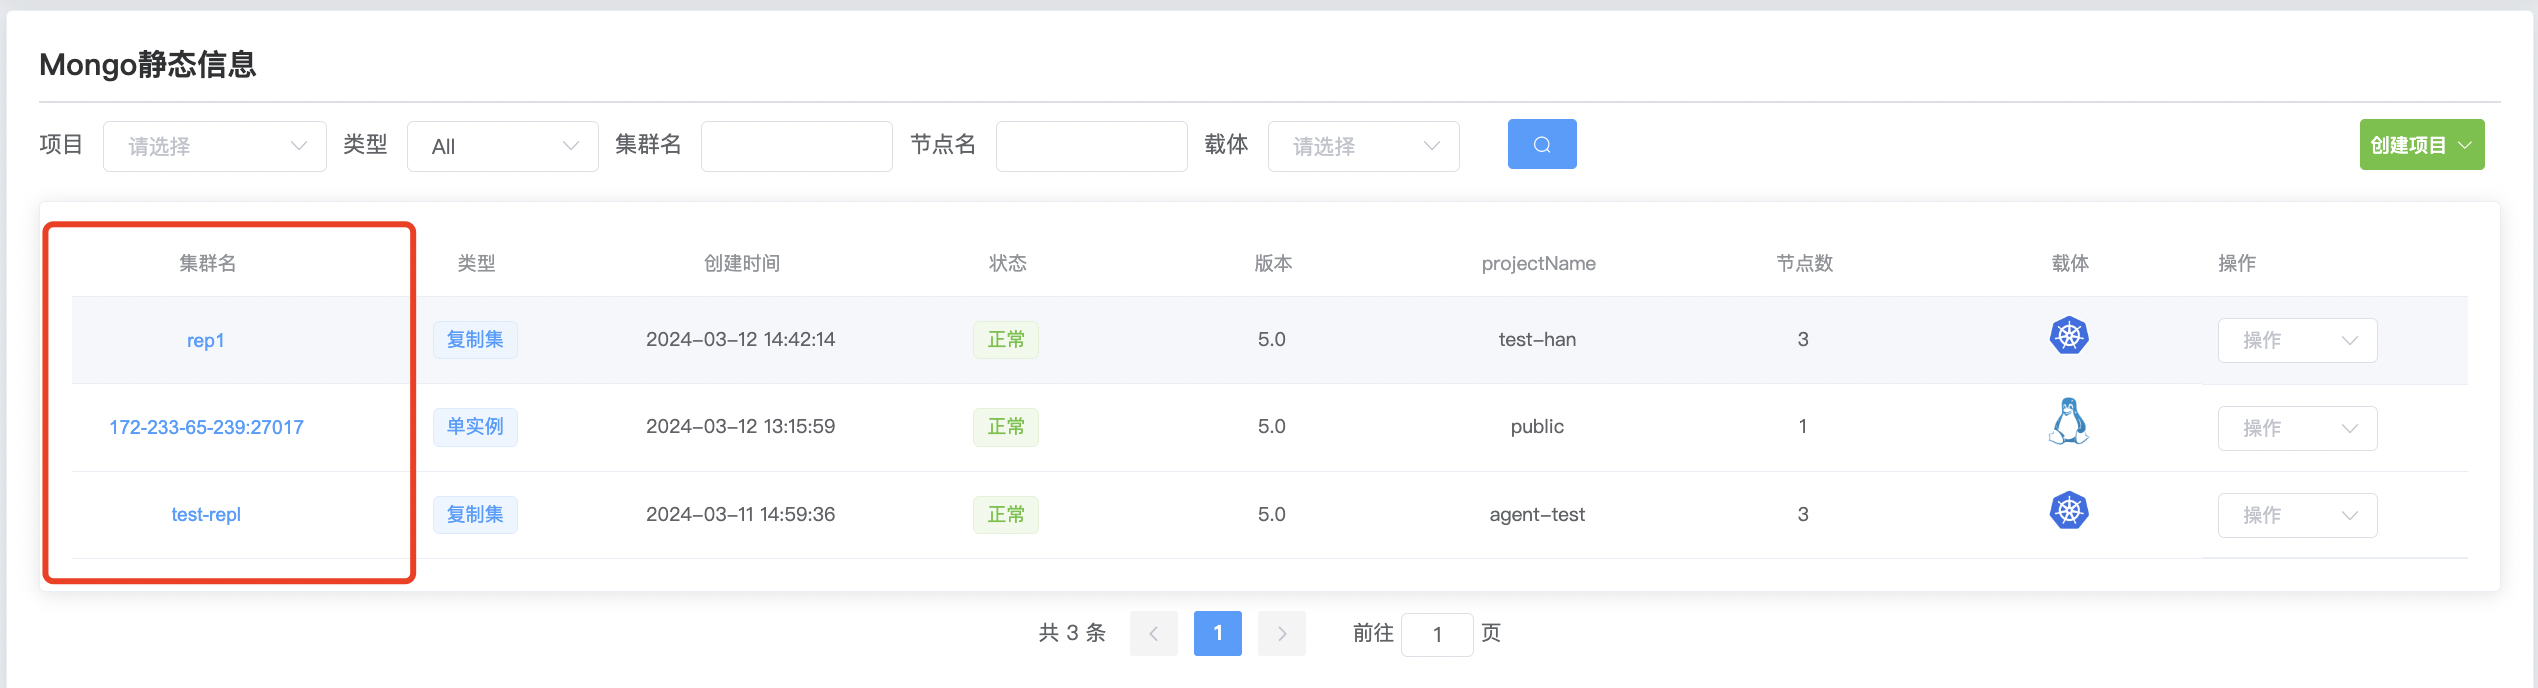 Mongo静态信息
项目 请选择 类型 All 集群名 节点名 载体 请选择 创建项目
集群名 类型 创建时间 状态 版本 projectName 节点数 载体 操作
rep1 复制集 2024-03-12 14:42:14 正常 5.0 test-han 3 操作
172-233-65-239:27017 单实例 2024-03-12 13:15:59 正常 5.0 public 1 操作
test-repl 复制集 2024-03-11 14:59:36 正常 5.0 agent-test 3 操作
共 3 条 1 前往 1 页